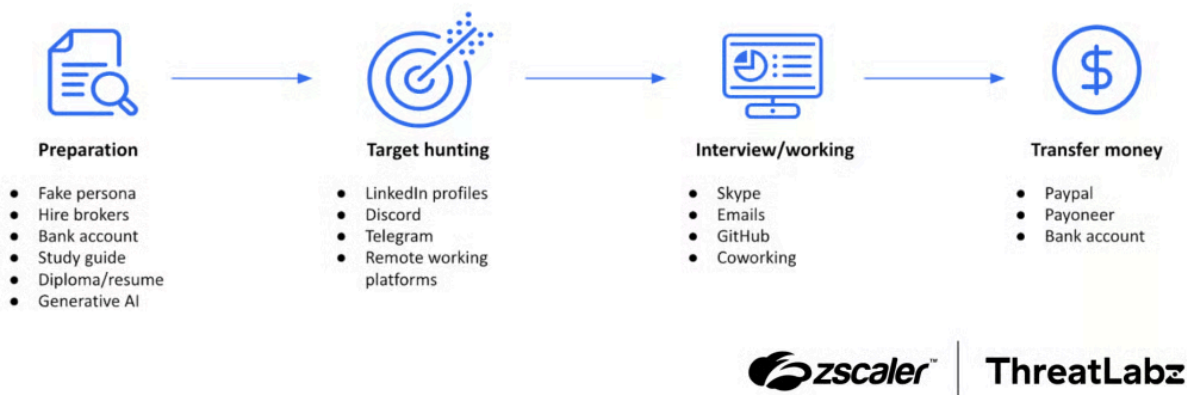 Preparation
● Fake persona
● Hire brokers
● Bank account
● Study guide
● Diploma/resume
● Generative AI
Target hunting
● LinkedIn profiles
● Discord
● Telegram
● Remote working
platforms
Interview/working
● Skype
● Emails
● GitHub
● Coworking
$
Transfer money
● Paypal
● Payoneer
● Bank account
zscaler™
ThreatLabz